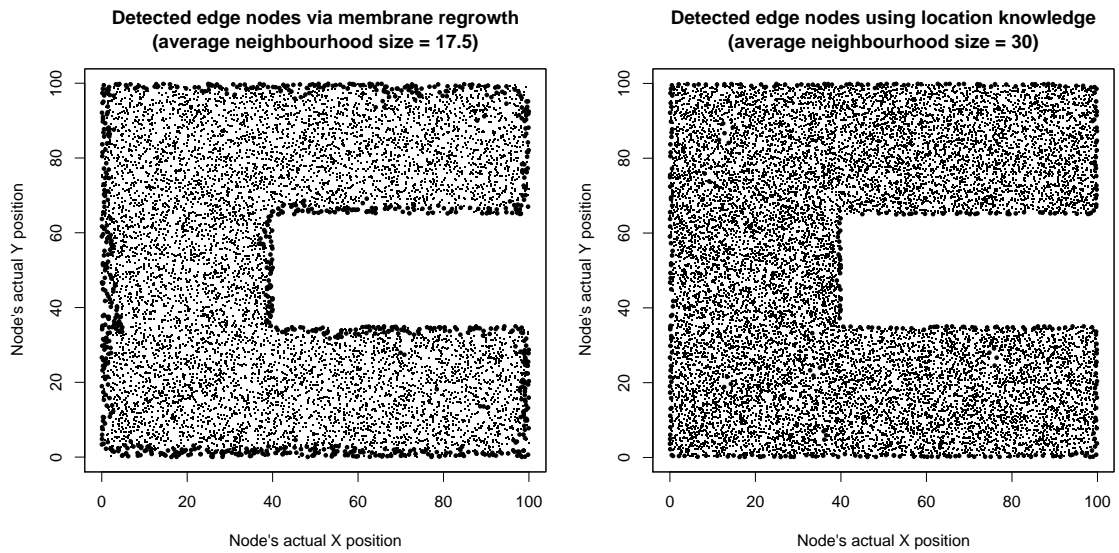 Detected edge nodes via membrane regrowth
(average neighbourhood size = 17.5)
Node's actual Y position
100
80
60
40
20
0
0 20 40 60 80 100
Node's actual X position
Detected edge nodes using location knowledge
(average neighbourhood size = 30)
Node's actual Y position
100
80
60
40
20
0
0 20 40 60 80 100
Node's actual X position